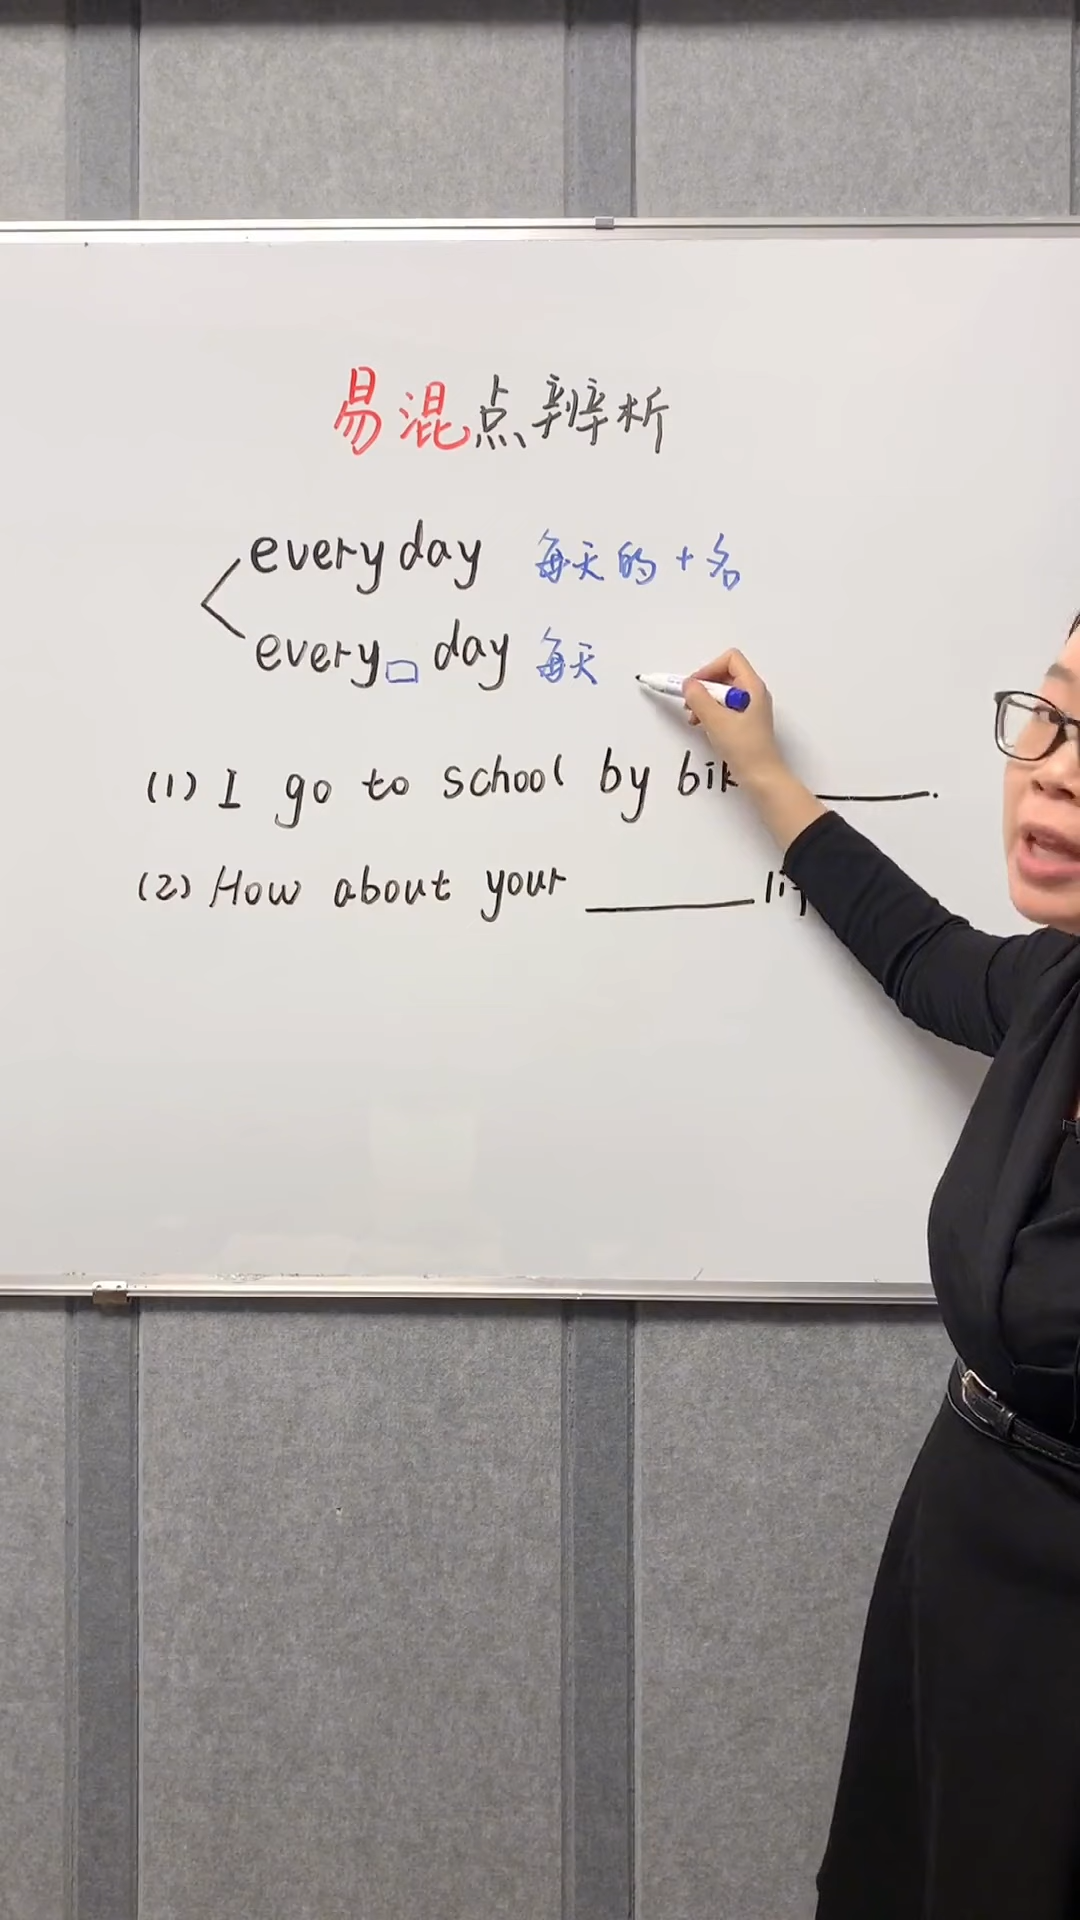 易混点辨析
everyday 每天的+名
every day 每天
(1) I go to school by bik ______.
(2) How about your ______ li